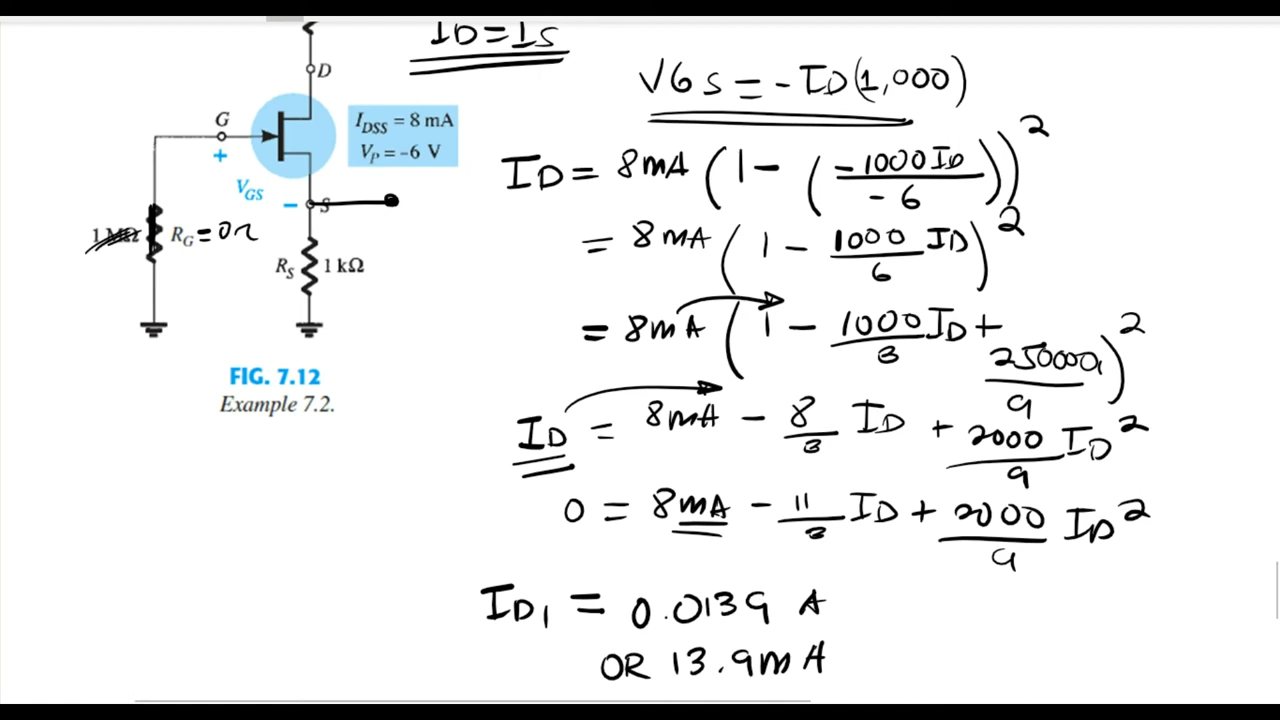 ID = IS
D
G
+
IDSS = 8 mA
VP = −6 V
VGS
−
S
1 MΩ
RG = 0Ω
RS
1 kΩ
FIG. 7.12
Example 7.2.
VGS = - ID(1,000)
ID = 8mA (1 - (-1000ID / -6))²
= 8mA (1 - 1000/6 ID)²
= 8mA (1 - 1000/3 ID + 250000/9)²
ID = 8mA - 8/3 ID + 2000/9 ID²
0 = 8mA - 11/3 ID + 2000/9 ID²
ID1 = 0.0139 A
OR 13.9mA